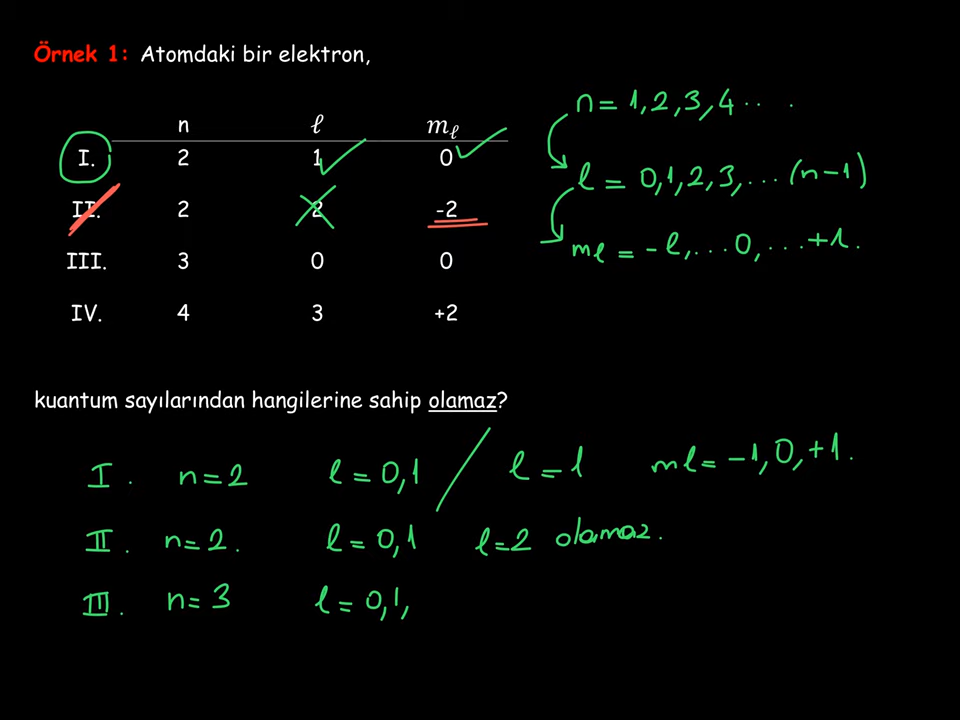 Örnek 1: Atomdaki bir elektron,
n ℓ mℓ
I. 2 1 0
II. 2 2 -2
III. 3 0 0
IV. 4 3 +2
n = 1,2,3,4 ...
ℓ = 0,1,2,3,...(n-1)
mℓ = -ℓ,...0,...+ℓ.
kuantum sayılarından hangilerine sahip olamaz?
I. n=2 ℓ=0,1 / ℓ=1 mℓ=-1,0,+1.
II. n=2. ℓ=0,1 ℓ=2 olamaz.
III. n=3 ℓ=0,1,